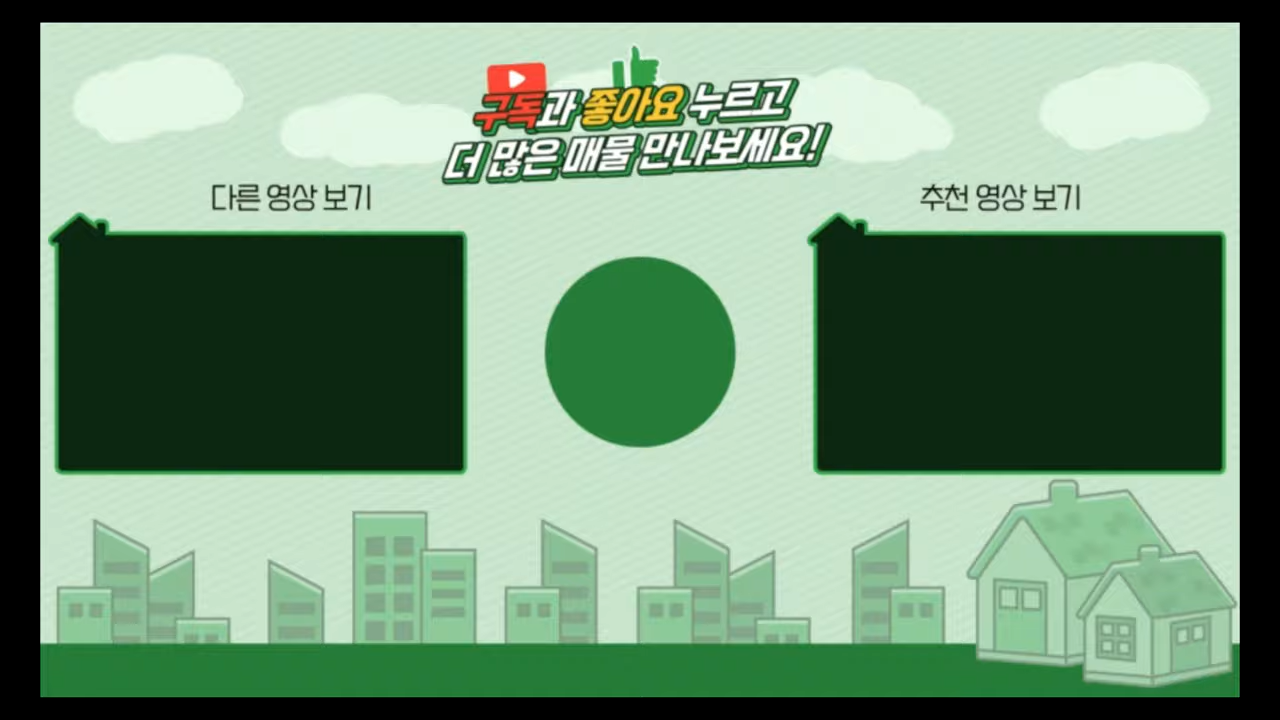 구독과 좋아요 누르고
더 많은 매물 만나보세요!
다른 영상 보기
추천 영상 보기